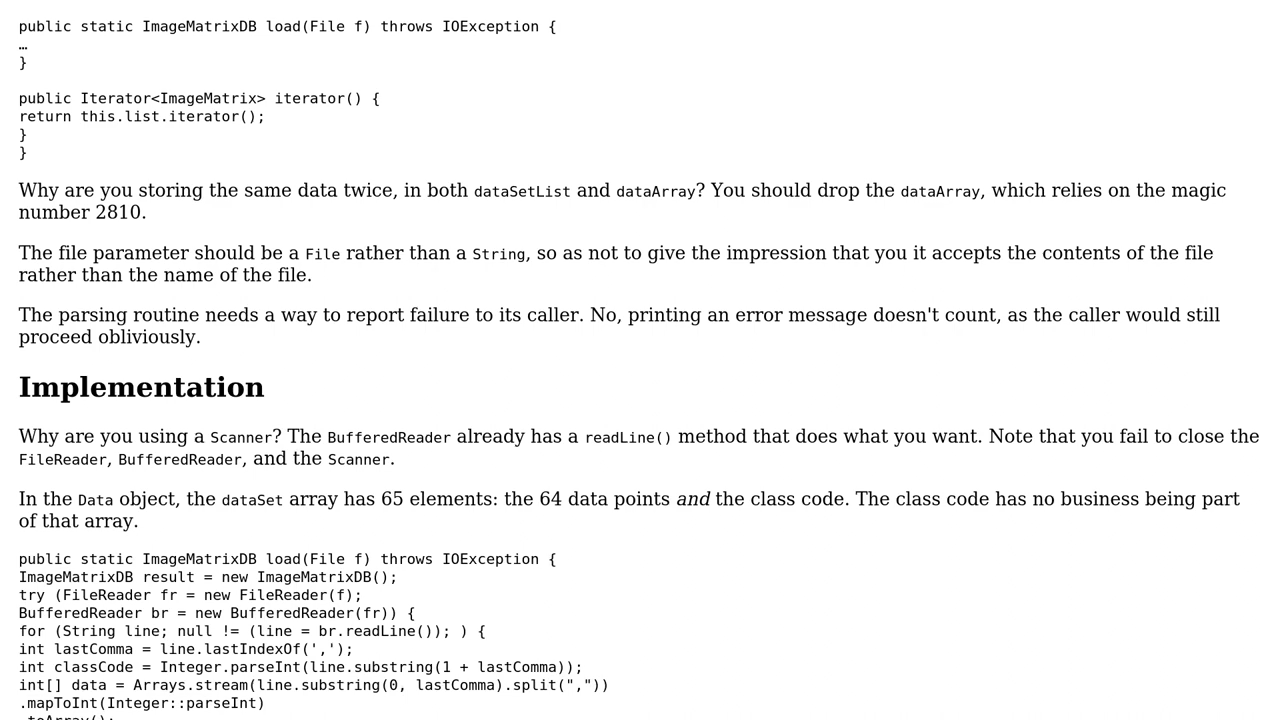 public static ImageMatrixDB load(File f) throws IOException {
…
}
public Iterator<ImageMatrix> iterator() {
return this.list.iterator();
}
}
Why are you storing the same data twice, in both dataSetList and dataArray? You should drop the dataArray, which relies on the magic
number 2810.
The file parameter should be a File rather than a String, so as not to give the impression that you it accepts the contents of the file
rather than the name of the file.
The parsing routine needs a way to report failure to its caller. No, printing an error message doesn't count, as the caller would still
proceed obliviously.
Implementation
Why are you using a Scanner? The BufferedReader already has a readLine() method that does what you want. Note that you fail to close the
FileReader, BufferedReader, and the Scanner.
In the Data object, the dataSet array has 65 elements: the 64 data points and the class code. The class code has no business being part
of that array.
public static ImageMatrixDB load(File f) throws IOException {
ImageMatrixDB result = new ImageMatrixDB();
try (FileReader fr = new FileReader(f);
BufferedReader br = new BufferedReader(fr)) {
for (String line; null != (line = br.readLine()); ) {
int lastComma = line.lastIndexOf(',');
int classCode = Integer.parseInt(line.substring(1 + lastComma));
int[] data = Arrays.stream(line.substring(0, lastComma).split(","))
.mapToInt(Integer::parseInt)
.toArray();